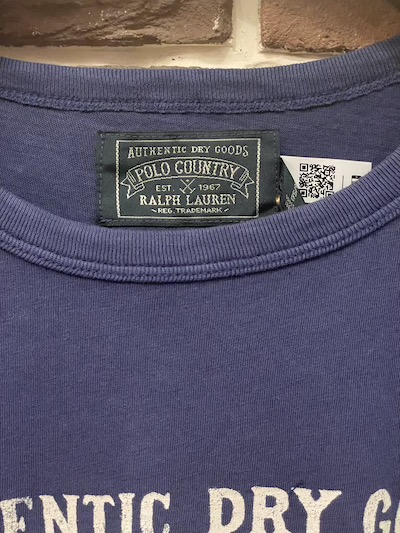 AUTHENTIC DRY GOODS
POLO COUNTRY
EST. 1967
RALPH LAUREN
REG. TRADEMARK
ENTIC DRY G